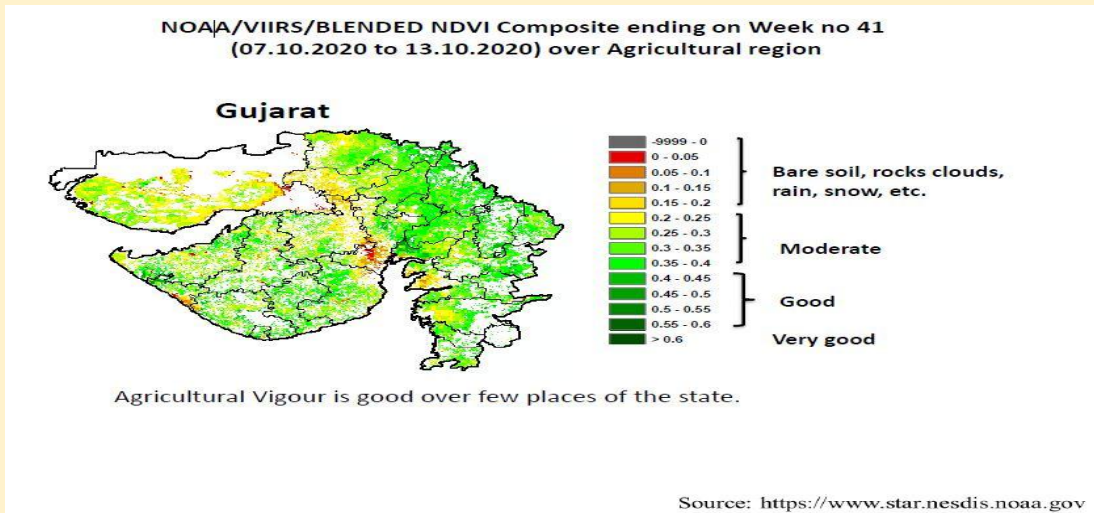 NOAA/VIIRS/BLENDED NDVI Composite ending on Week no 41
(07.10.2020 to 13.10.2020) over Agricultural region
Gujarat
-9999 - 0
0 - 0.05
0.05 - 0.1
0.1 - 0.15
0.15 - 0.2
0.2 - 0.25
0.25 - 0.3
0.3 - 0.35
0.35 - 0.4
0.4 - 0.45
0.45 - 0.5
0.5 - 0.55
0.55 - 0.6
> 0.6
Bare soil, rocks clouds,
rain, snow, etc.
Moderate
Good
Very good
Agricultural Vigour is good over few places of the state.
Source: https://www.star.nesdis.noaa.gov